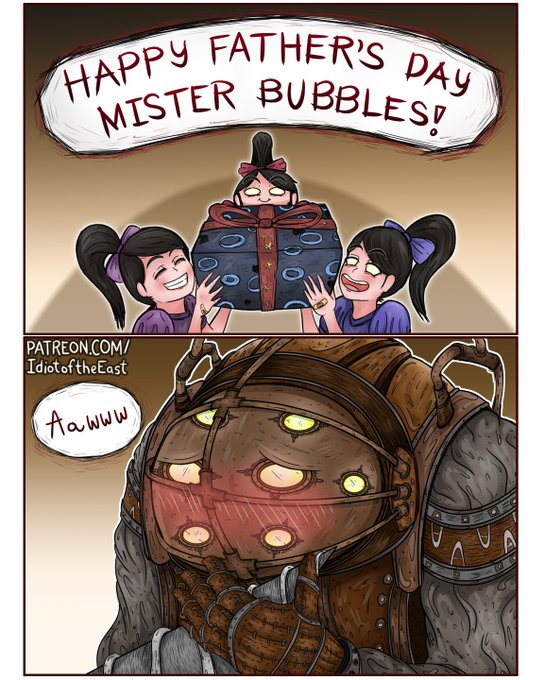 HAPPY FATHER'S DAY
MISTER BUBBLES!
PATREON.COM/
IdiotoftheEast
Aawww